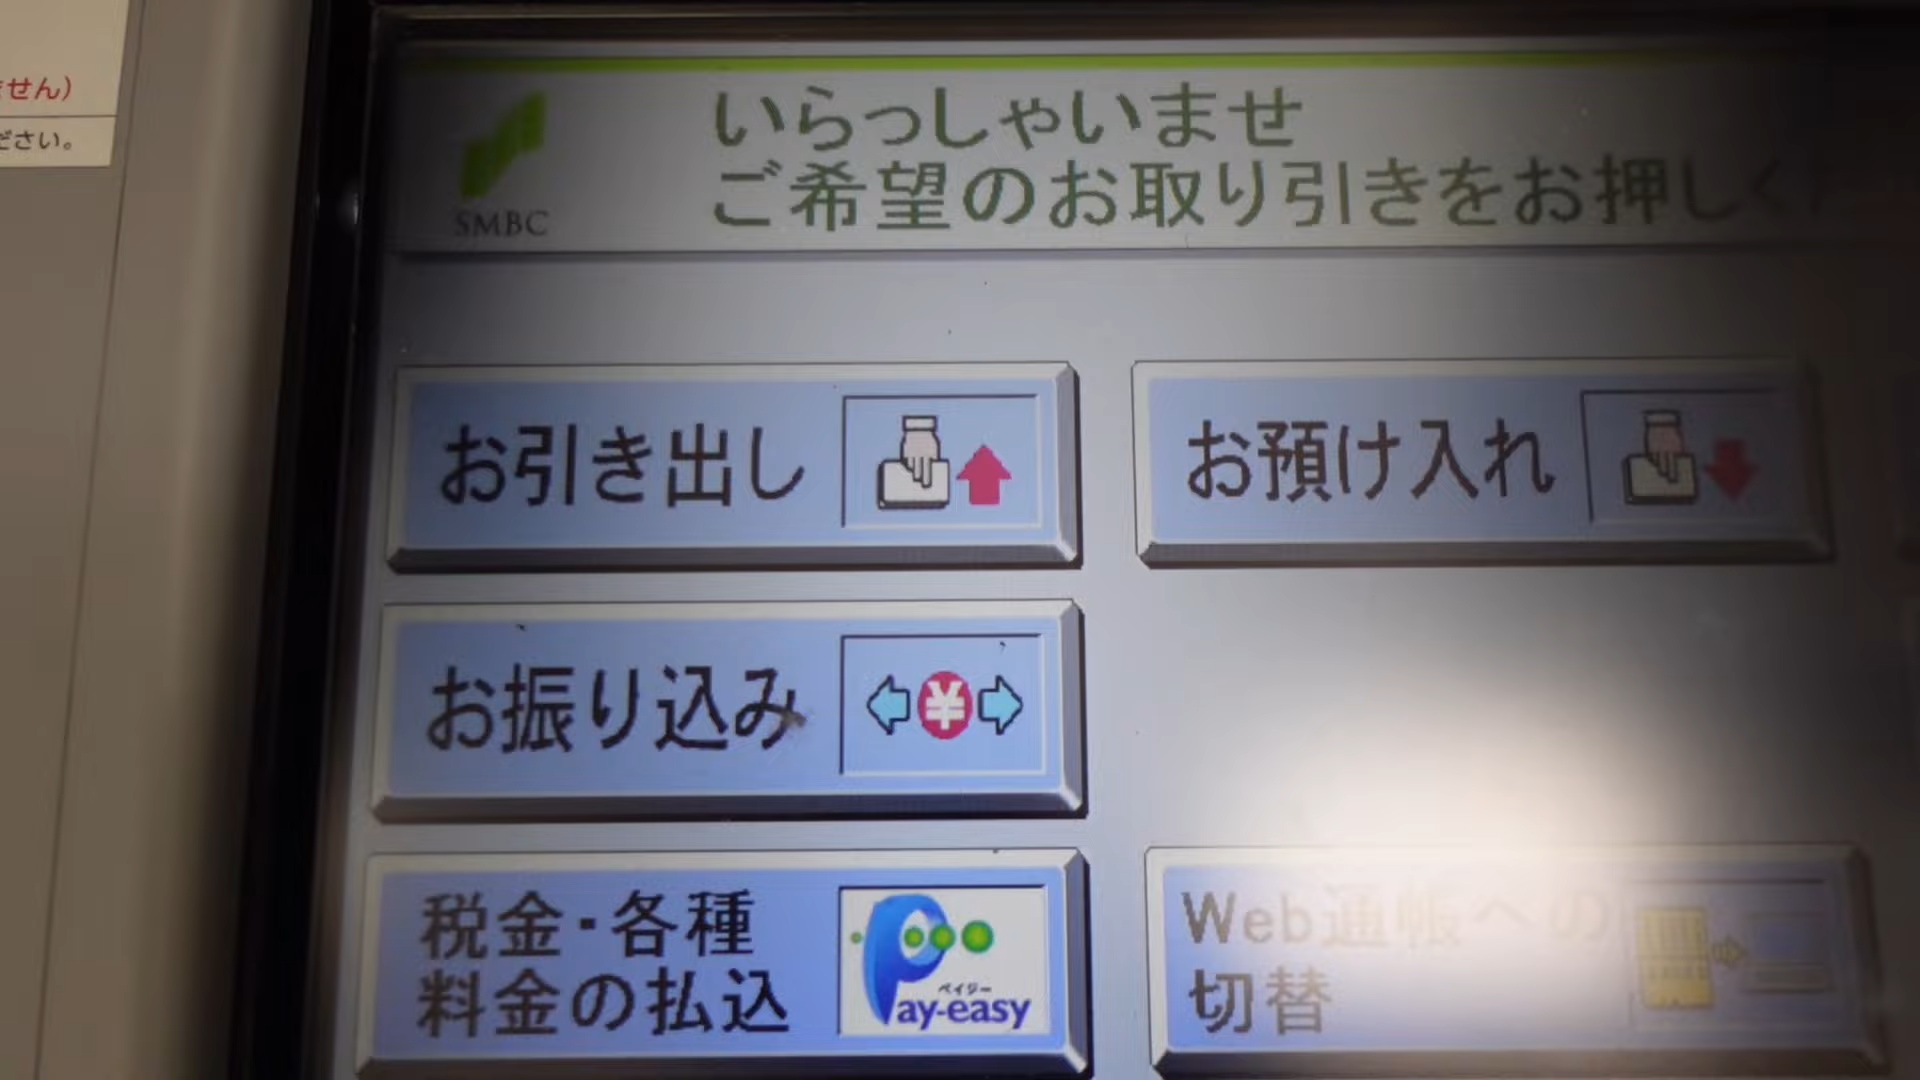 せん）
ださい。
SMBC
いらっしゃいませ
ご希望のお取り引きをお押しく
お引き出し
お預け入れ
お振り込み
¥
税金・各種
料金の払込
ペイジー
Pay-easy
Web通帳への
切替